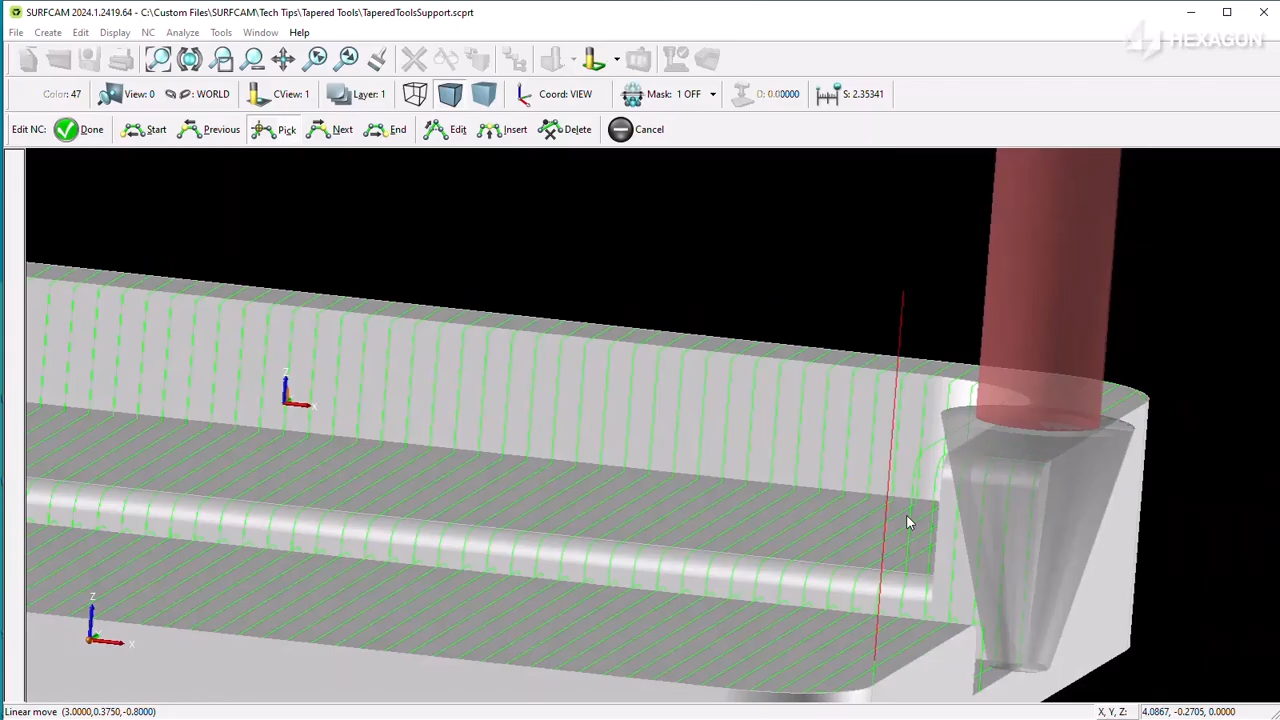 SURFCAM 2024.1.2419.64 - C:\Custom Files\SURFCAM\Tech Tips\Tapered Tools\TaperedToolsSupport.scprt
HEXAGON
File Create Edit Display NC Analyze Tools Window Help
Color: 47 View: 0 : WORLD CView: 1 Layer: 1 Coord: VIEW Mask: 1 OFF D: 0.00000 S: 2.35341
Edit NC: Done Start Previous Pick Next End Edit Insert Delete Cancel
Z
X
Z
X
Linear move (3.0000,0.3750,-0.8000) X, Y, Z: 4.0867, -0.2705, 0.0000